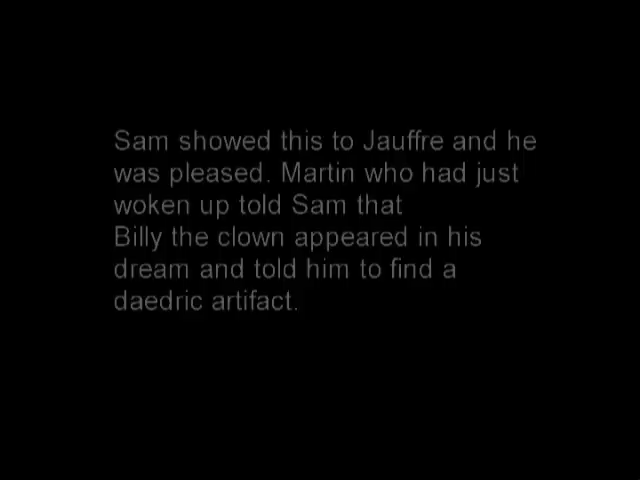 Sam showed this to Jauffre and he
was pleased. Martin who had just
woken up told Sam that
Billy the clown appeared in his
dream and told him to find a
daedric artifact.